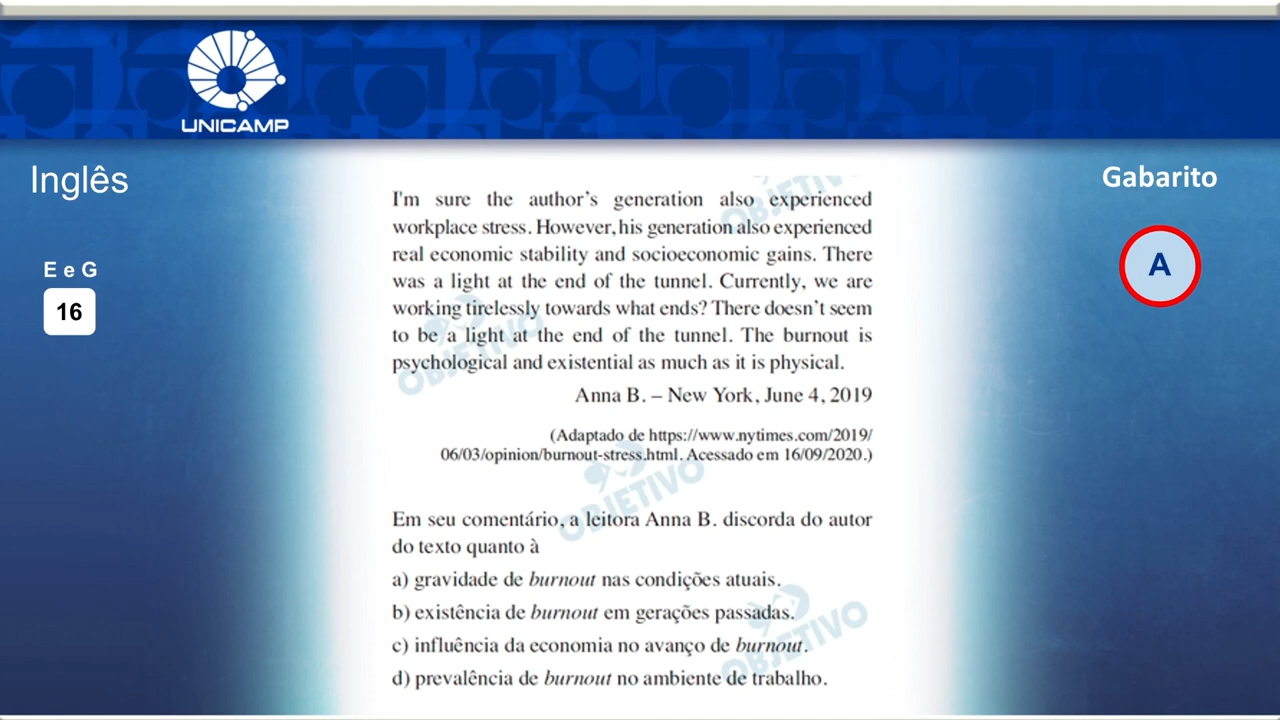 UNICAMP
Inglês
Gabarito
E e G
16
A
OBJETIVO
I'm sure the author's generation also experienced
workplace stress. However, his generation also experienced
real economic stability and socioeconomic gains. There
was a light at the end of the tunnel. Currently, we are
working tirelessly towards what ends? There doesn't seem
to be a light at the end of the tunnel. The burnout is
psychological and existential as much as it is physical.
OBJETIVO
Anna B. – New York, June 4, 2019
(Adaptado de https://www.nytimes.com/2019/
06/03/opinion/burnout-stress.html. Acessado em 16/09/2020.)
OBJETIVO
Em seu comentário, a leitora Anna B. discorda do autor
do texto quanto à
a) gravidade de burnout nas condições atuais.
b) existência de burnout em gerações passadas.
c) influência da economia no avanço de burnout.
d) prevalência de burnout no ambiente de trabalho.
OBJETIVO